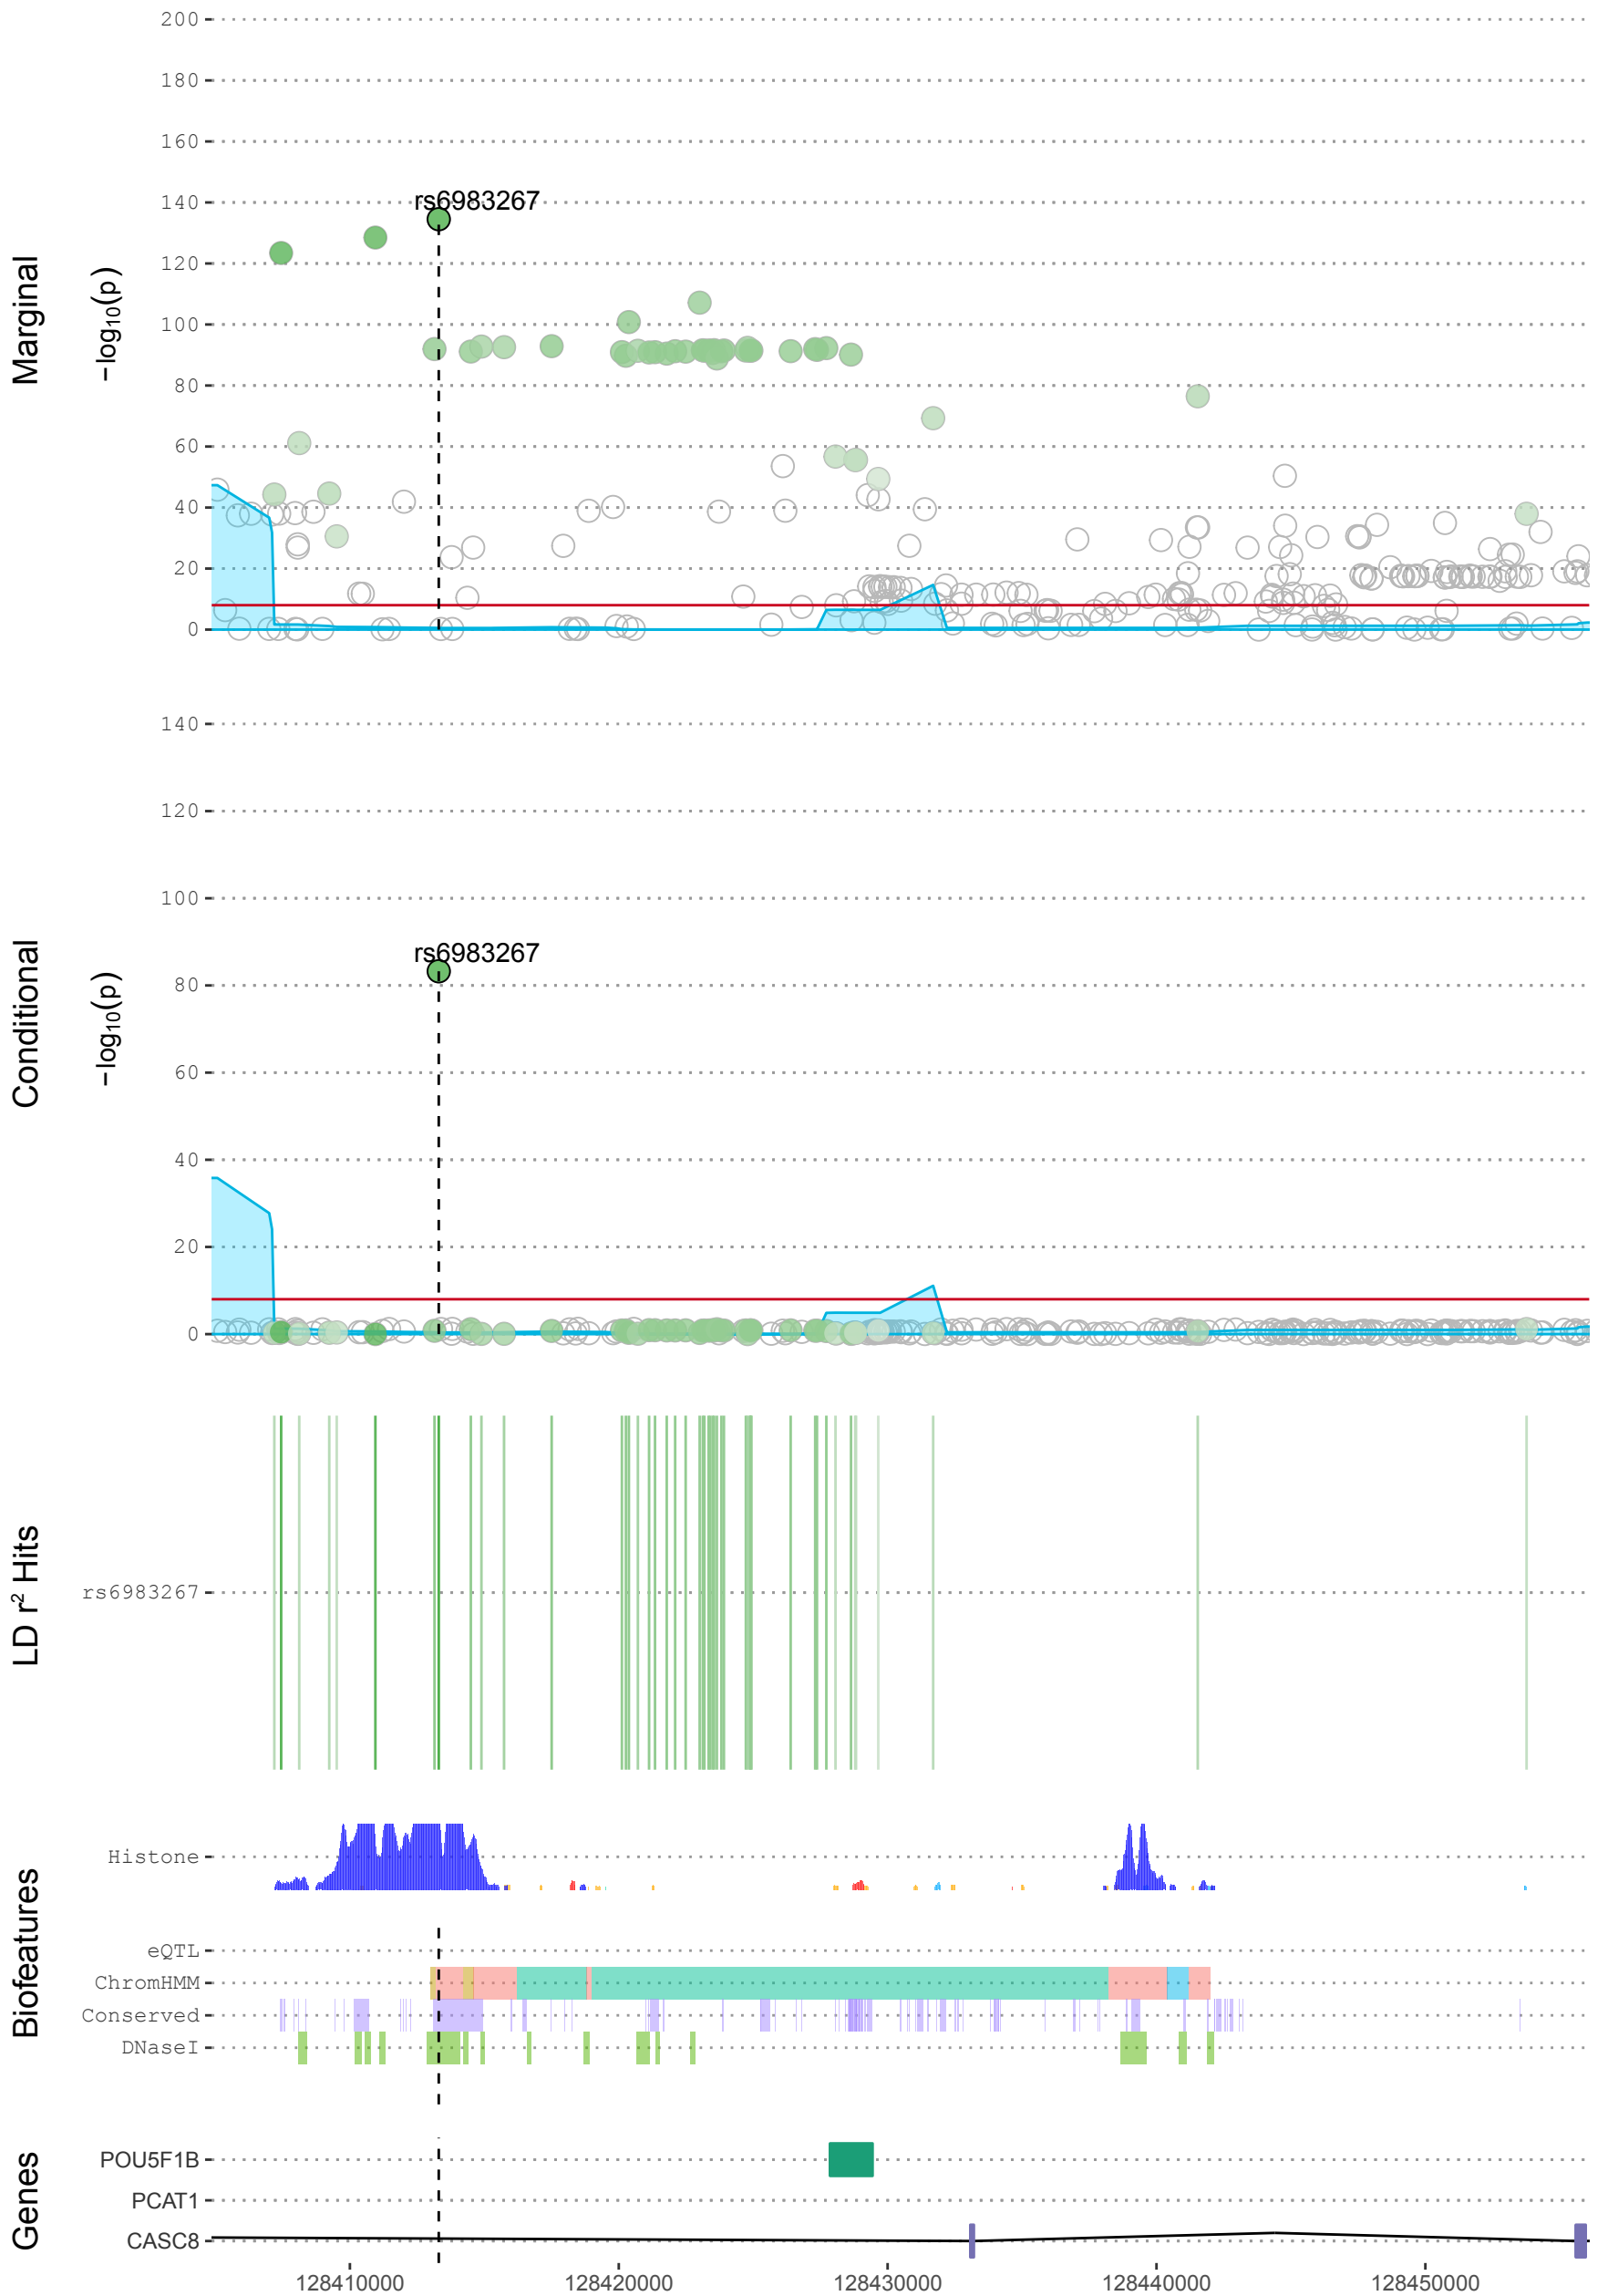 200
180
160
140
120
100
80
60
40
20
0
Marginal
−log10(p)
rs6983267
140
120
100
80
60
40
20
0
Conditional
−log10(p)
rs6983267
LD r² Hits
rs6983267
Biofeatures
Histone
eQTL
ChromHMM
Conserved
DNaseI
Genes
POU5F1B
PCAT1
CASC8
128410000 128420000 128430000 128440000 128450000